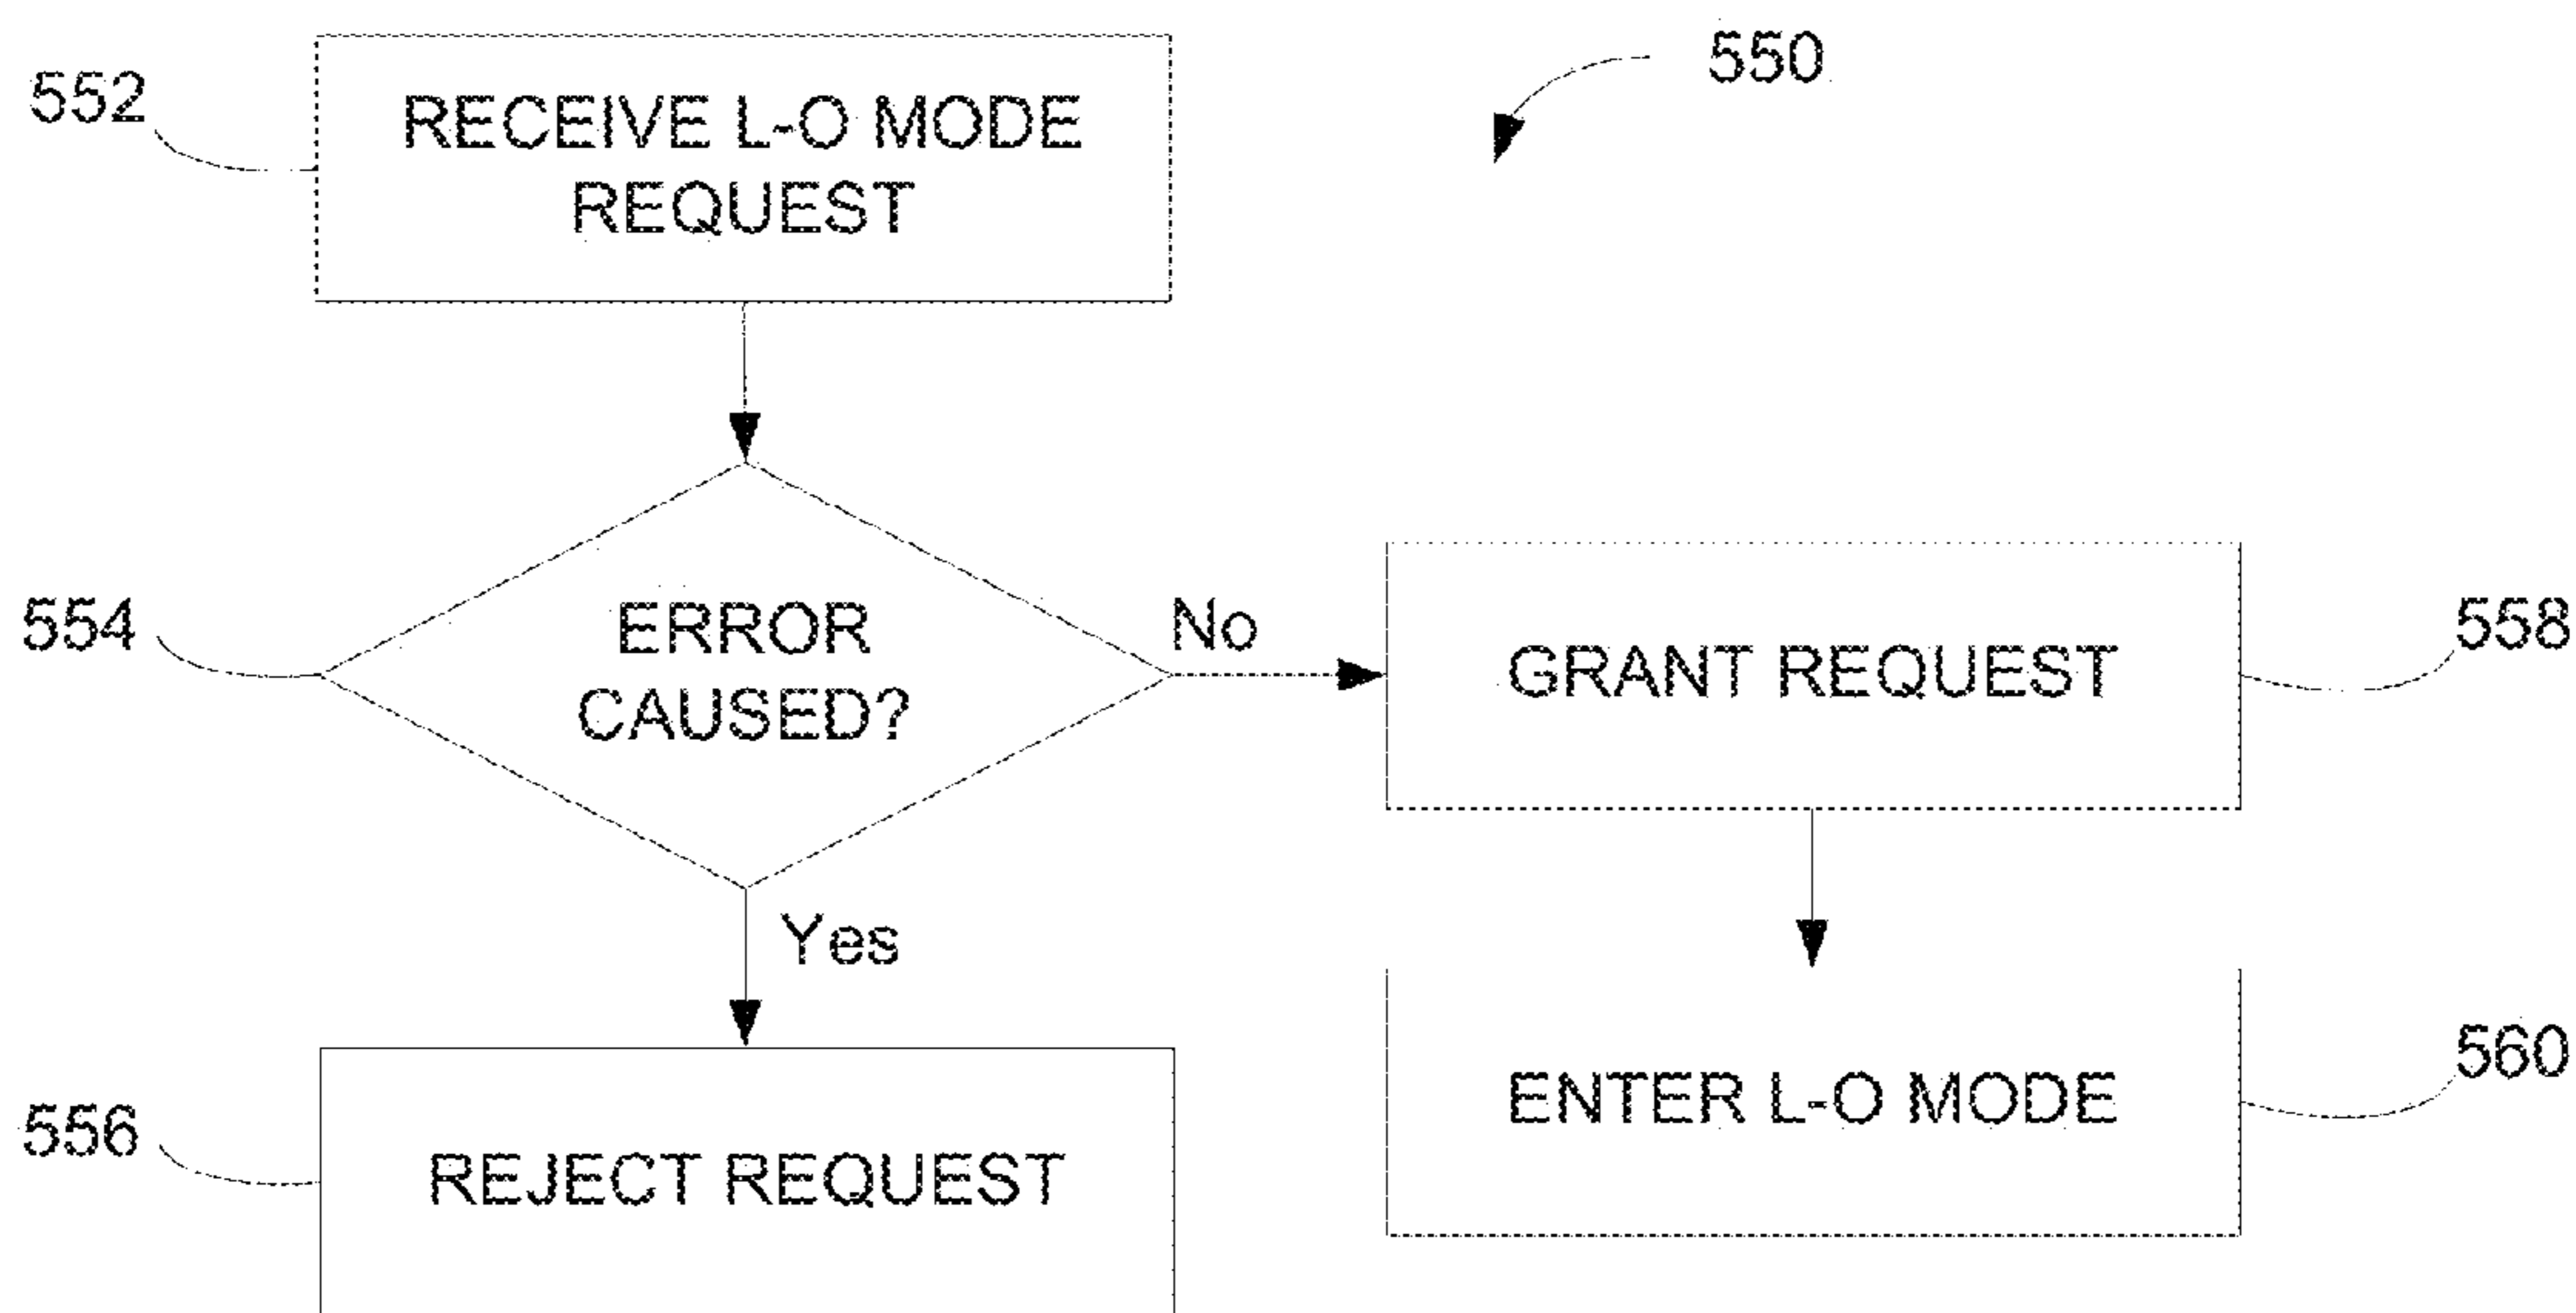 550
552
RECEIVE L-O MODE
REQUEST
554
ERROR
CAUSED?
No
GRANT REQUEST
558
Yes
556
REJECT REQUEST
ENTER L-O MODE
560